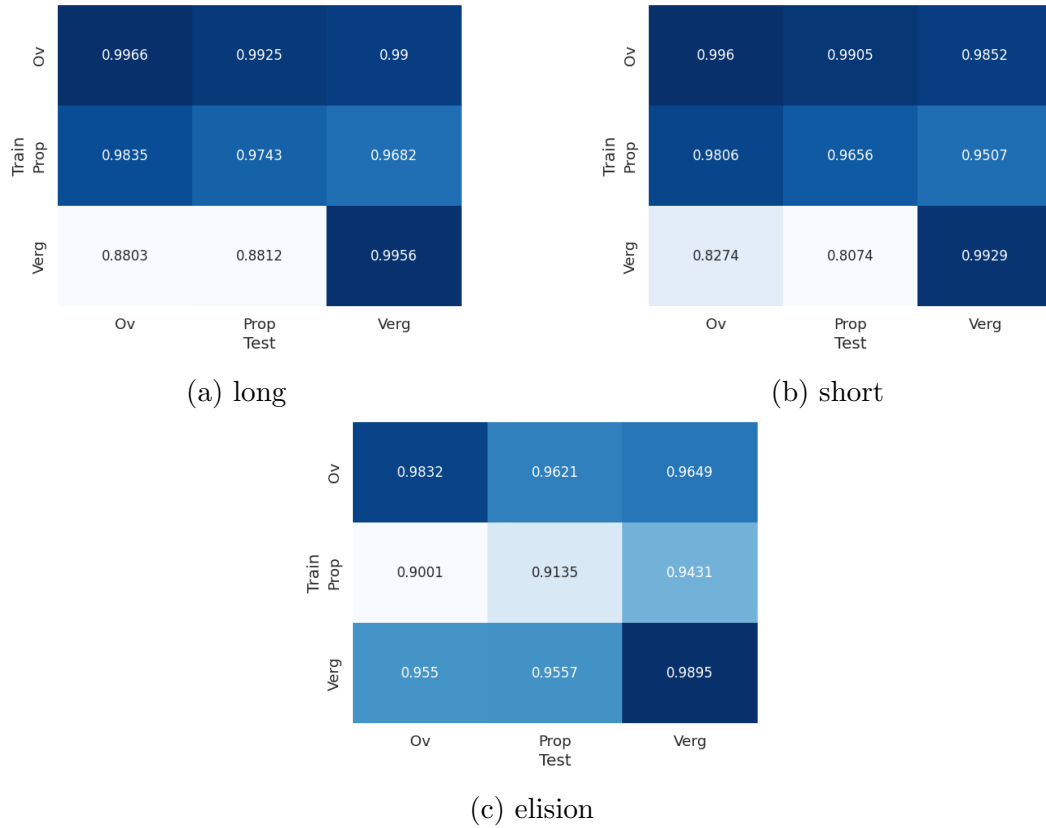 Ov 0.9966 0.9925 0.99
Train Prop 0.9835 0.9743 0.9682
Verg 0.8803 0.8812 0.9956
Ov Prop Verg
Test
(a) long
Ov 0.996 0.9905 0.9852
Train Prop 0.9806 0.9656 0.9507
Verg 0.8274 0.8074 0.9929
Ov Prop Verg
Test
(b) short
Ov 0.9832 0.9621 0.9649
Train Prop 0.9001 0.9135 0.9431
Verg 0.955 0.9557 0.9895
Ov Prop Verg
Test
(c) elision